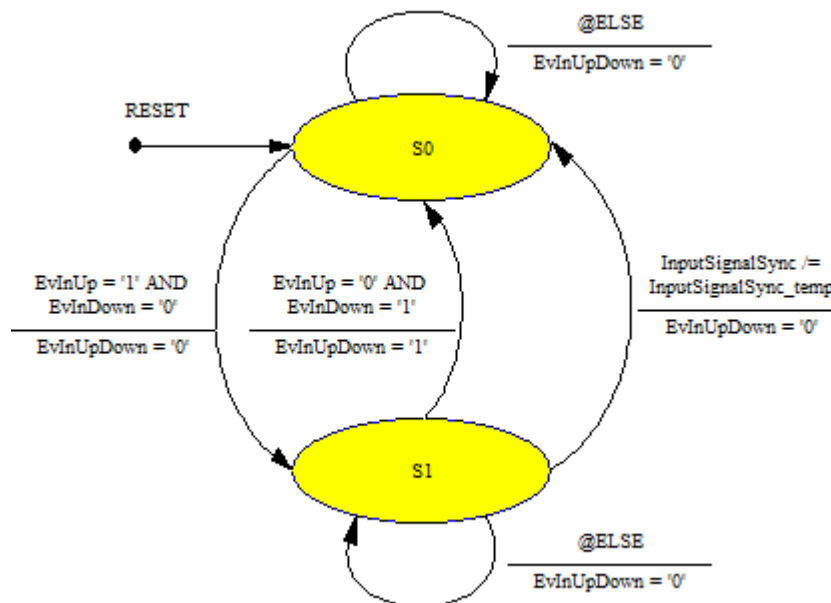 @ELSE
EvInUpDown = '0'
RESET
S0
EvInUp = '1' AND
EvInDown = '0'
EvInUpDown = '0'
EvInUp = '0' AND
EvInDown = '1'
EvInUpDown = '1'
InputSignalSync /=
InputSignalSync_temp
EvInUpDown = '0'
S1
@ELSE
EvInUpDown = '0'